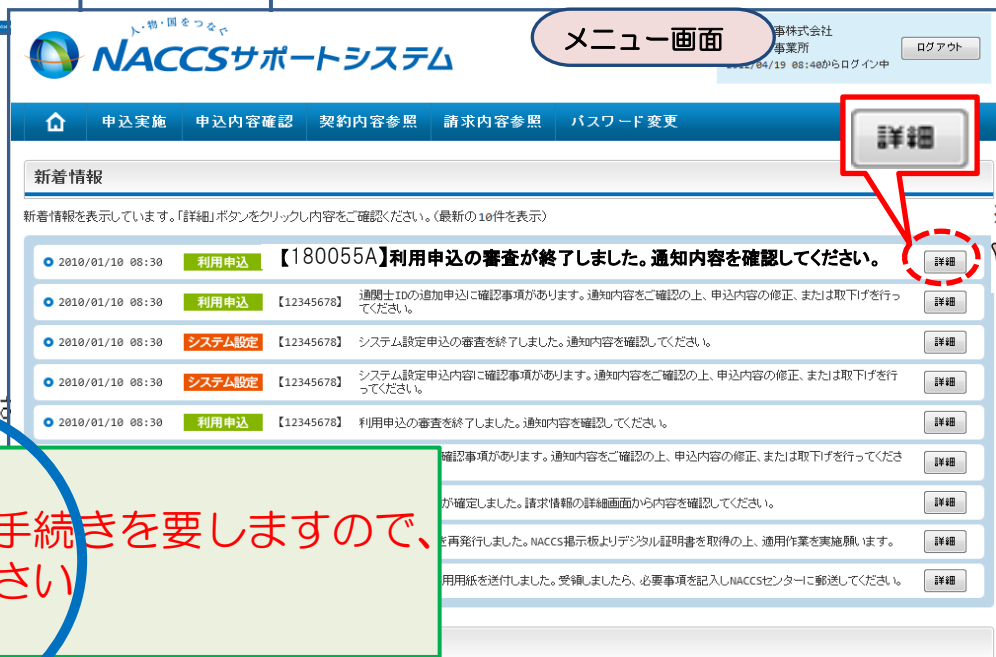 人・物・国をつなぐ
NACCSサポートシステム
メニュー画面
事株式会社
事業所
/04/19 08:40からログイン中
ログアウト
申込実施 申込内容確認 契約内容参照 請求内容参照 パスワード変更
詳細
新着情報
新着情報を表示しています。「詳細」ボタンをクリックし内容をご確認ください。(最新の10件を表示)
2010/01/10 08:30 利用申込 【180055A】利用申込の審査が終了しました。通知内容を確認してください。 詳細
2010/01/10 08:30 利用申込 【12345678】 通関士IDの追加申込に確認事項があります。通知内容をご確認の上、申込内容の修正、または取下げを行っ
てください。 詳細
2010/01/10 08:30 システム設定 【12345678】 システム設定申込の審査を終了しました。通知内容を確認してください。 詳細
2010/01/10 08:30 システム設定 【12345678】 システム設定申込内容に確認事項があります。通知内容をご確認の上、申込内容の修正、または取下げを行
ってください。 詳細
2010/01/10 08:30 利用申込 【12345678】 利用申込の審査を終了しました。通知内容を確認してください。 詳細
確認事項があります。通知内容をご確認の上、申込内容の修正、または取下げを行ってくださ 詳細
が確定しました。請求情報の詳細画面から内容を確認してください。 詳細
を再発行しました。NACCS掲示板よりデジタル証明書を取得の上、適用作業を実施願います。 詳細
用用紙を送付しました。受領しましたら、必要事項を記入しNACCSセンターに郵送してください。 詳細
手続きを要しますので、
さい